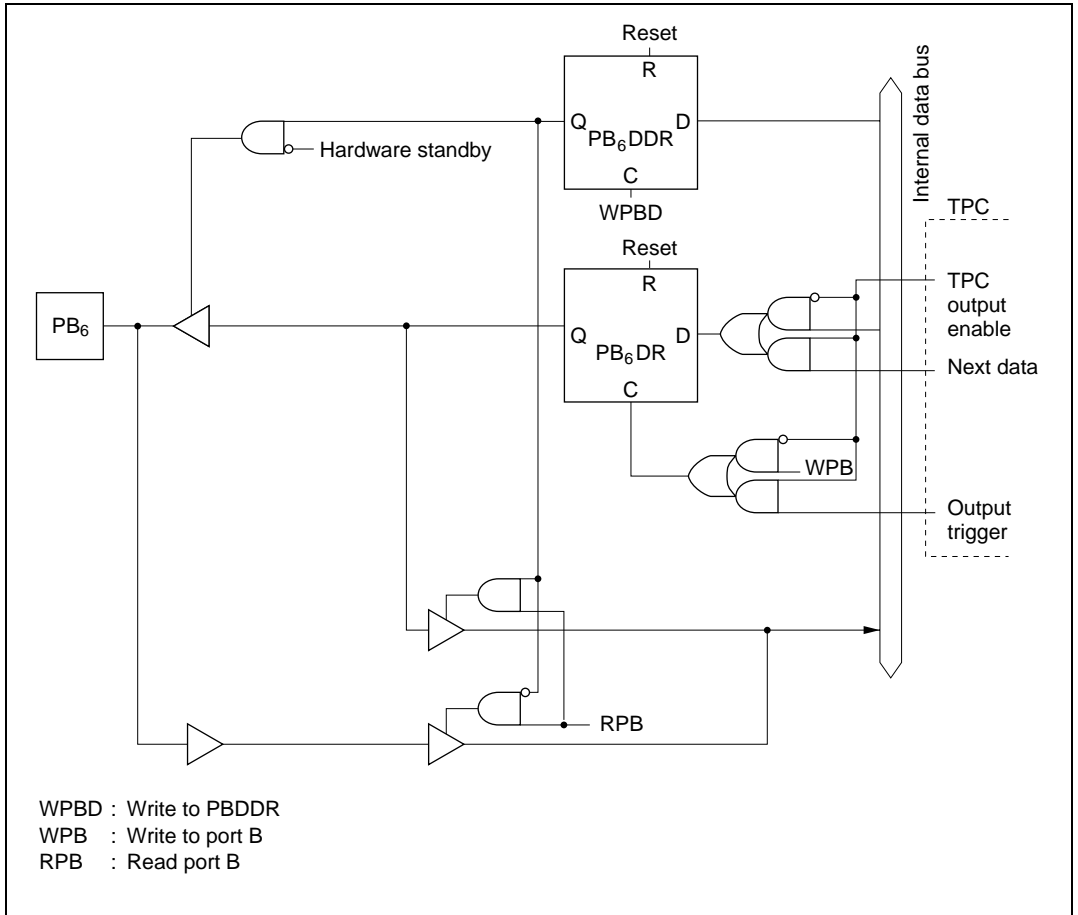 Reset
R
Q
D
PB6DDR
C
WPBD
Hardware standby
Internal data bus
TPC
Reset
R
TPC
output
enable
PB6
Q
D
PB6DR
C
Next data
WPB
Output
trigger
RPB
WPBD : Write to PBDDR
WPB : Write to port B
RPB : Read port B